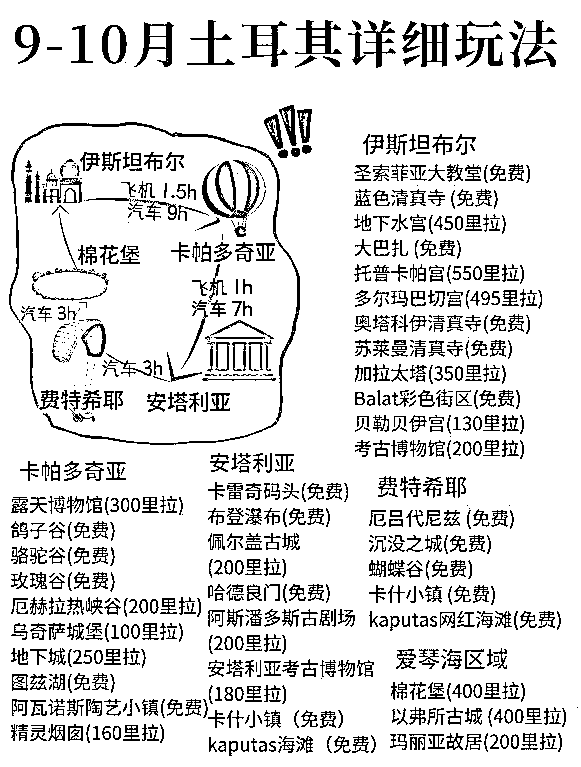 9-10月土耳其详细玩法
伊斯坦布尔
飞机 1.5h
汽车 9h
棉花堡
卡帕多奇亚
飞机 1h
汽车 7h
汽车 3h
汽车 3h
费特希耶
安塔利亚
伊斯坦布尔
圣索菲亚大教堂(免费)
蓝色清真寺 (免费)
地下水宫(450里拉)
大巴扎 (免费)
托普卡帕宫(550里拉)
多尔玛巴切宫(495里拉)
奥塔科伊清真寺(免费)
苏莱曼清真寺(免费)
加拉太塔(350里拉)
Balat彩色街区(免费)
贝勒贝伊宫(130里拉)
考古博物馆(200里拉)
卡帕多奇亚
露天博物馆(300里拉)
鸽子谷(免费)
骆驼谷(免费)
玫瑰谷(免费)
厄赫拉热峡谷(200里拉)
乌奇萨城堡(100里拉)
地下城(250里拉)
图兹湖(免费)
阿瓦诺斯陶艺小镇(免费)
精灵烟囱(160里拉)
安塔利亚
卡雷奇码头(免费)
布登瀑布(免费)
佩尔盖古城
(200里拉)
哈德良门(免费)
阿斯潘多斯古剧场
(200里拉)
安塔利亚考古博物馆
(180里拉)
卡什小镇（免费）
kaputas海滩（免费）
费特希耶
厄吕代尼兹 (免费)
沉没之城(免费)
蝴蝶谷(免费)
卡什小镇 (免费)
kaputas网红海滩(免费)
爱琴海区域
棉花堡(400里拉)
以弗所古城 (400里拉)
玛丽亚故居(200里拉)